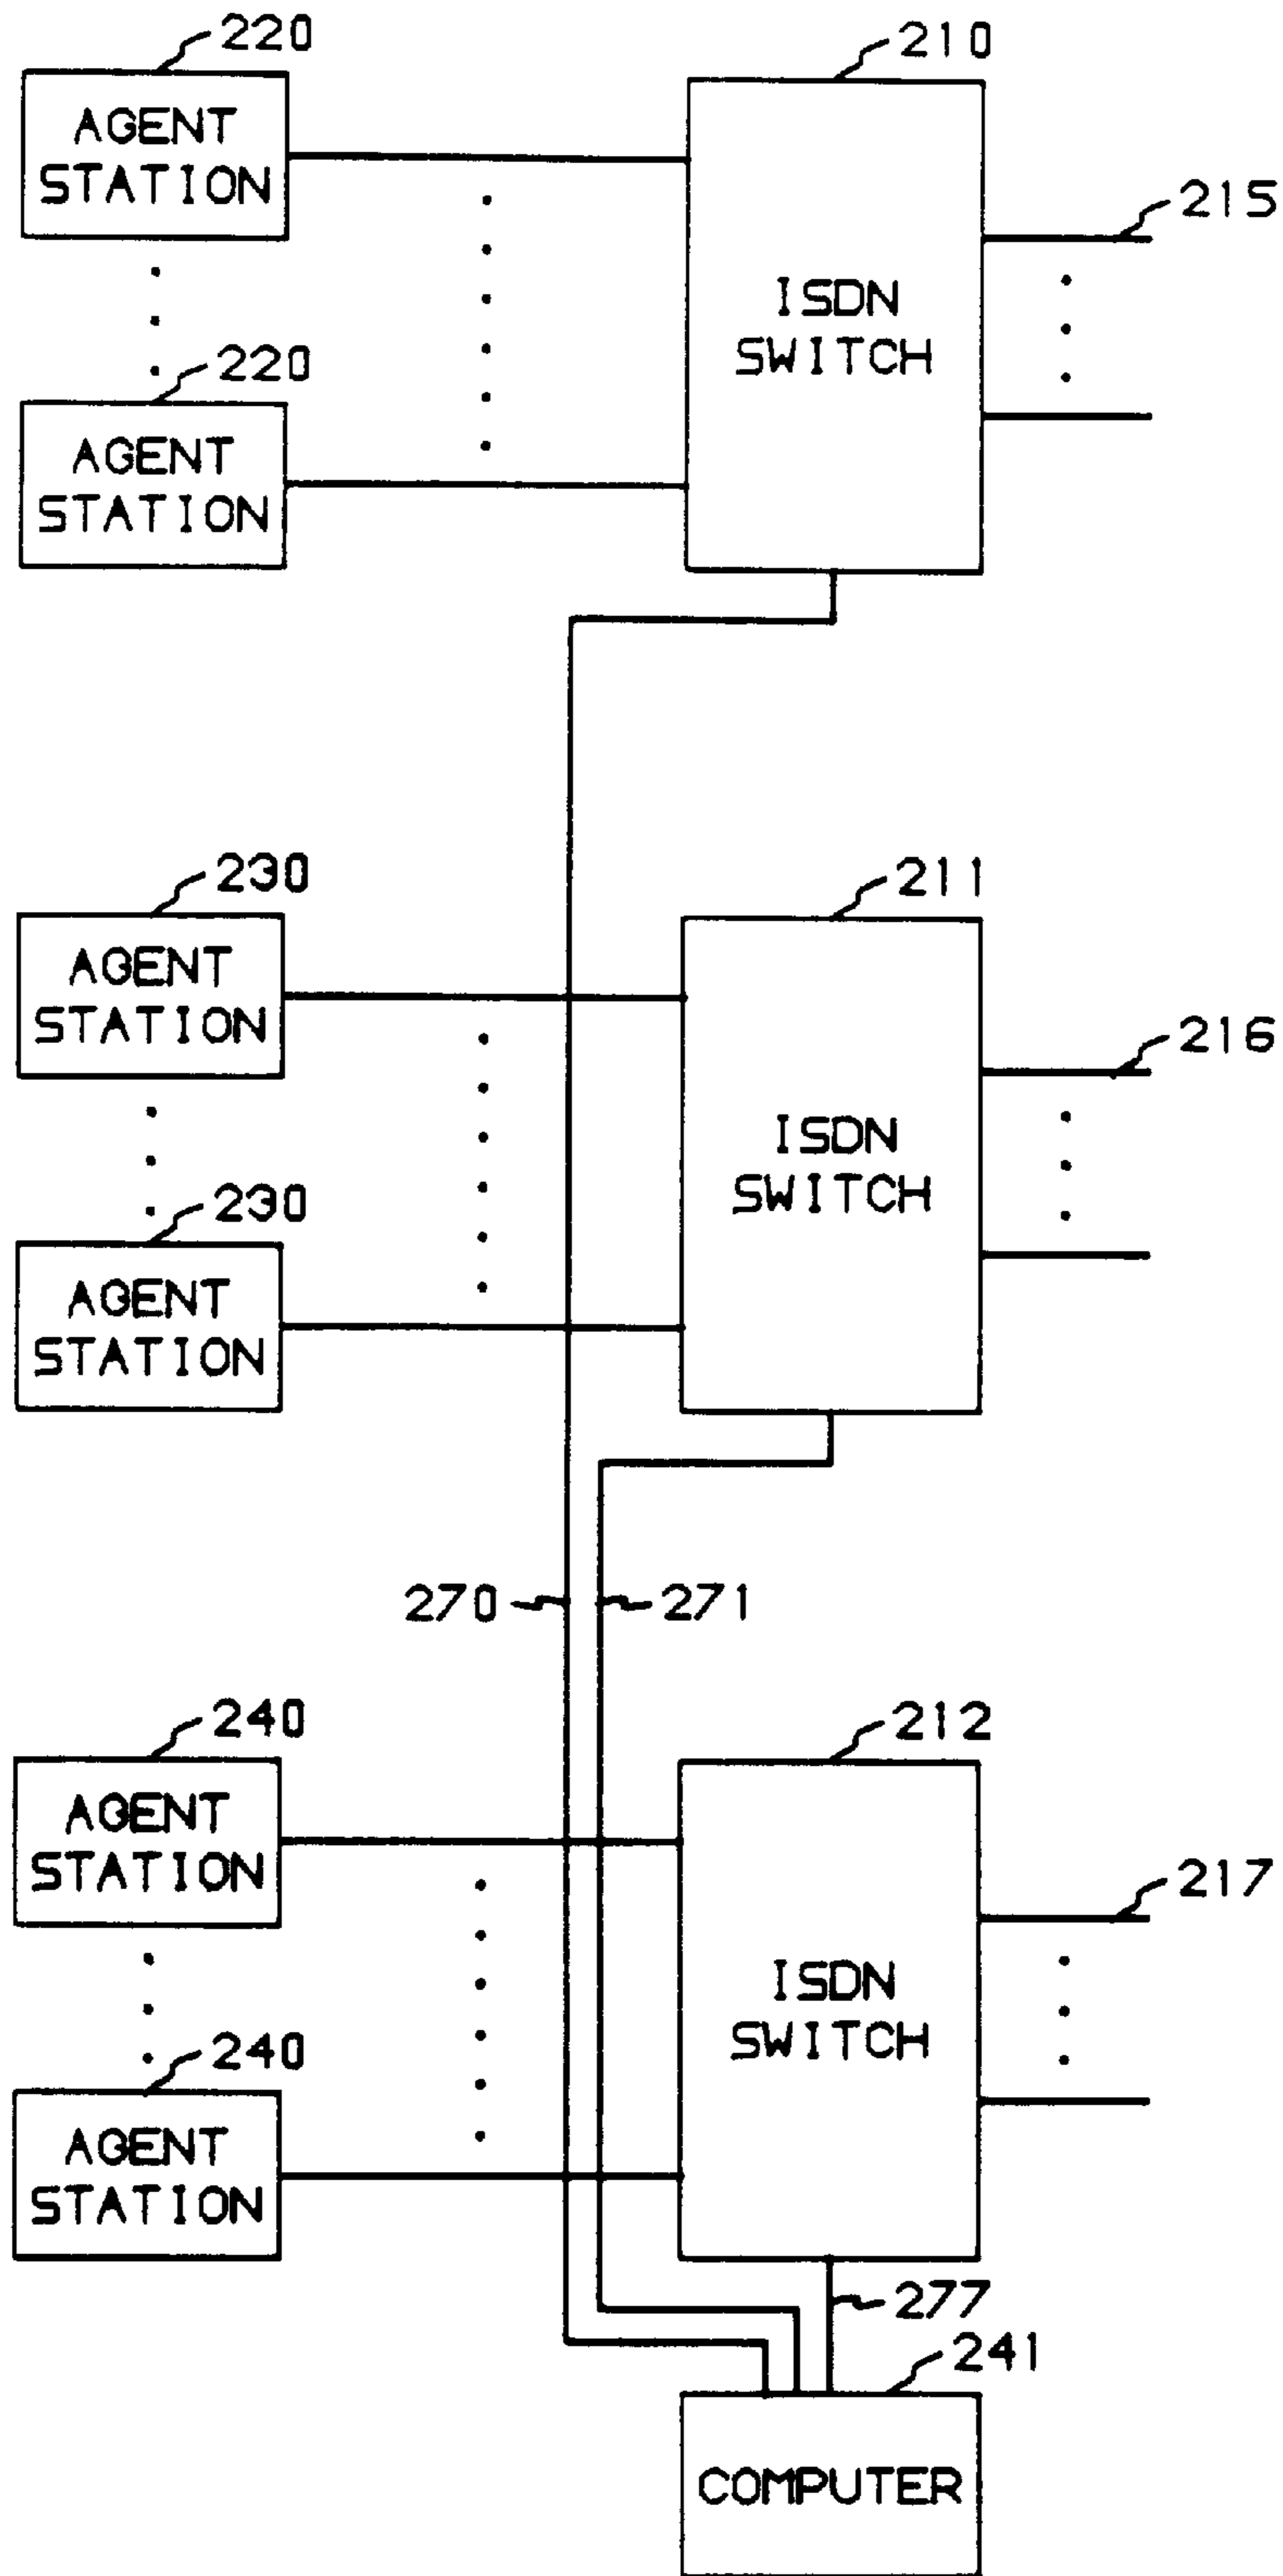 220
210
AGENT
STATION
215
ISDN
SWITCH
220
AGENT
STATION
230
211
AGENT
STATION
216
ISDN
SWITCH
230
AGENT
STATION
270
271
240
212
AGENT
STATION
217
ISDN
SWITCH
240
AGENT
STATION
277
241
COMPUTER